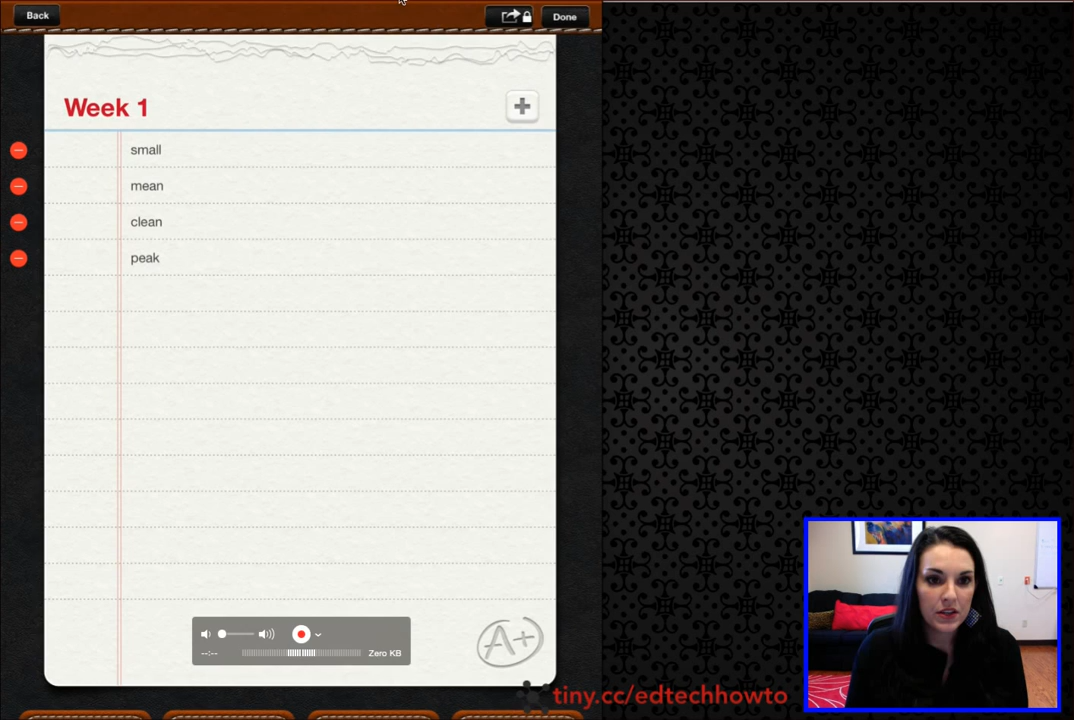 Back
Done
Week 1
small
mean
clean
peak
--:--
Zero KB
A+
tiny.cc/edtechhowto